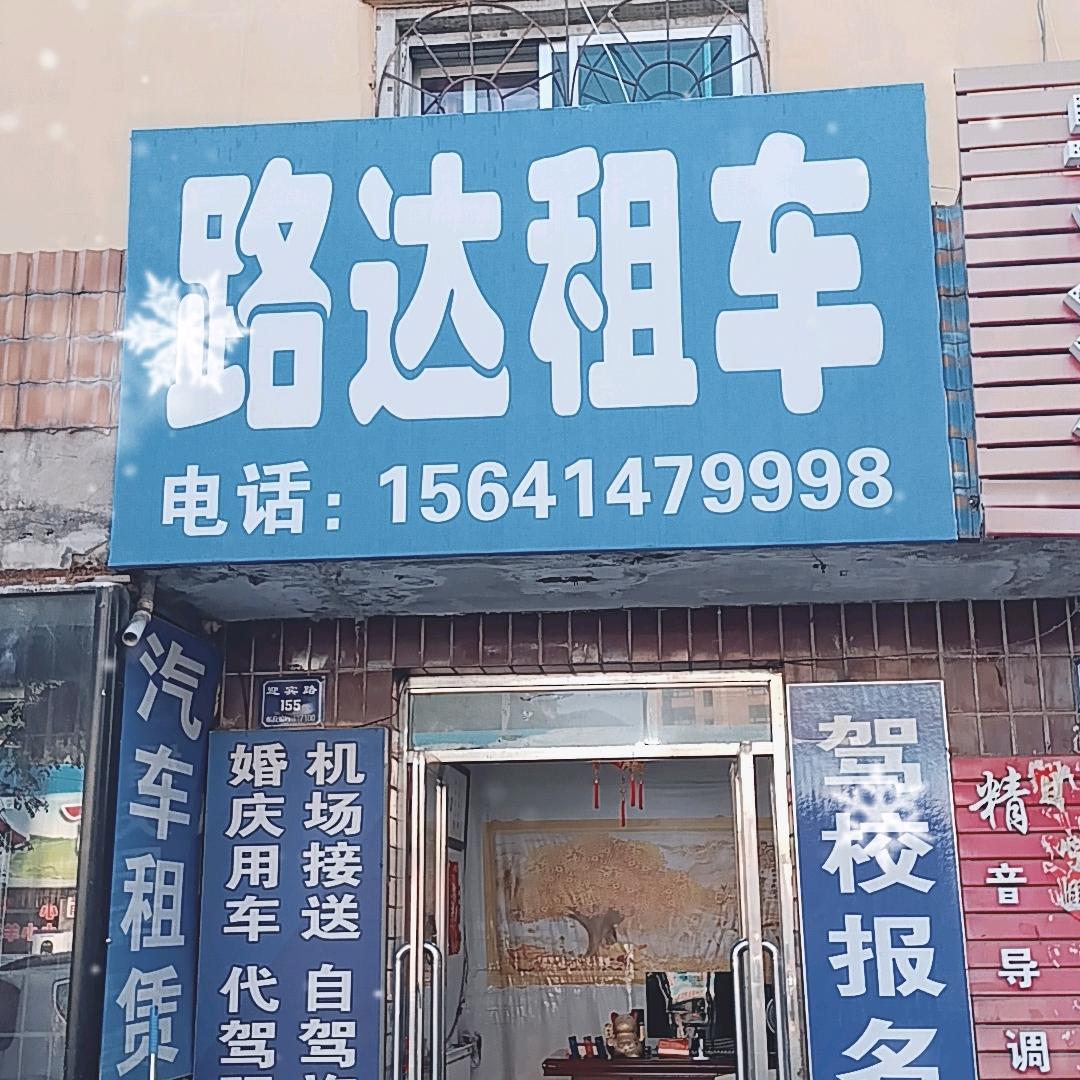 路达租车
电话：15641479998
汽车租赁
迎宾路
155
婚庆用车 代驾
机场接送 自驾
驾校报名
精
音
导
调